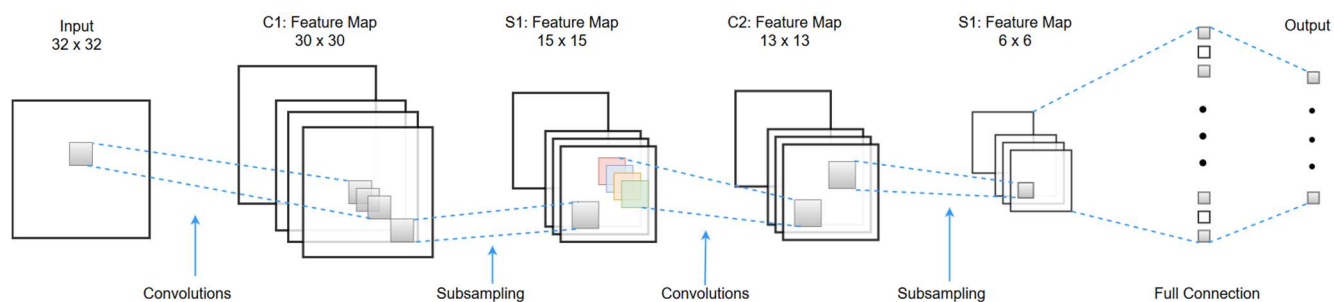 Input
32 x 32
C1: Feature Map
30 x 30
S1: Feature Map
15 x 15
C2: Feature Map
13 x 13
S1: Feature Map
6 x 6
Output
Convolutions
Subsampling
Convolutions
Subsampling
Full Connection